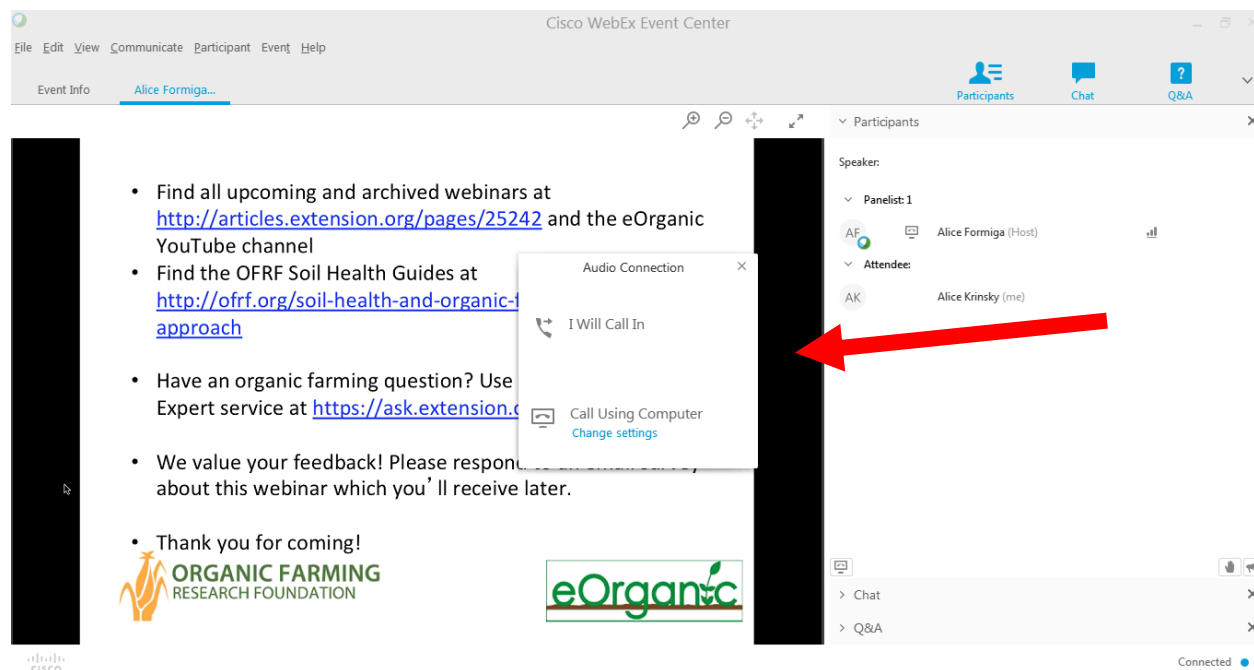 Cisco WebEx Event Center
File Edit View Communicate Participant Event Help
Event Info Alice Formiga...
Participants Chat Q&A
• Find all upcoming and archived webinars at
http://articles.extension.org/pages/25242 and the eOrganic
YouTube channel
• Find the OFRF Soil Health Guides at
http://ofrf.org/soil-health-and-organic-f
approach
• Have an organic farming question? Use
Expert service at https://ask.extension.
• We value your feedback! Please respond
about this webinar which you'll receive later.
• Thank you for coming!
ORGANIC FARMING
RESEARCH FOUNDATION
eOrganic
Audio Connection
I Will Call In
Call Using Computer
Change settings
Participants
Speaker:
Panelist: 1
AF Alice Formiga (Host)
Attendee:
AK Alice Krinsky (me)
Chat
Q&A
cisco
Connected